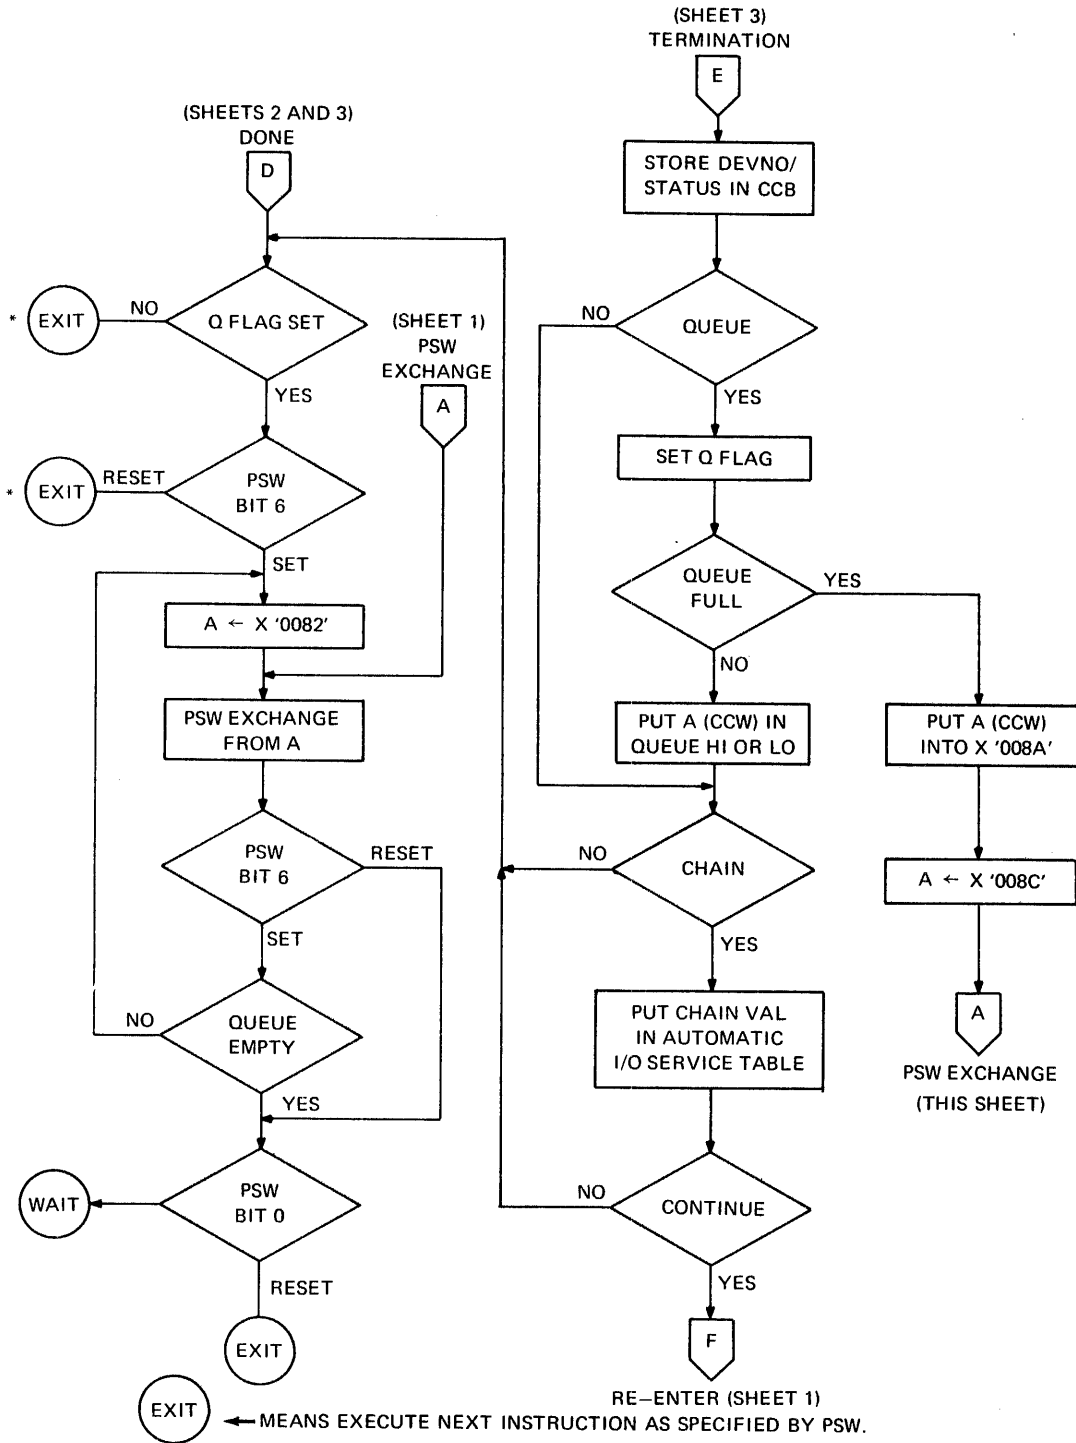 (SHEET 3)
TERMINATION
E
STORE DEVNO/
STATUS IN CCB
QUEUE
NO
YES
SET Q FLAG
QUEUE
FULL
YES
NO
PUT A (CCW) IN
QUEUE HI OR LO
PUT A (CCW)
INTO X '008A'
A ← X '008C'
A
PSW EXCHANGE
(THIS SHEET)
CHAIN
NO
YES
PUT CHAIN VAL
IN AUTOMATIC
I/O SERVICE TABLE
CONTINUE
NO
YES
F
RE–ENTER (SHEET 1)
(SHEETS 2 AND 3)
DONE
D
Q FLAG SET
NO
* EXIT
YES
(SHEET 1)
PSW
EXCHANGE
A
PSW
BIT 6
RESET
* EXIT
SET
A ← X '0082'
PSW EXCHANGE
FROM A
PSW
BIT 6
RESET
SET
QUEUE
EMPTY
NO
YES
PSW
BIT 0
WAIT
RESET
EXIT
EXIT ← MEANS EXECUTE NEXT INSTRUCTION AS SPECIFIED BY PSW.